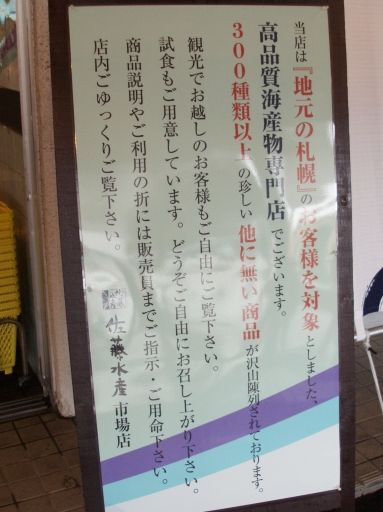 当店は『地元の札幌』のお客様を対象としました、
高品質海産物専門店でございます。
300種類以上の珍しい他に無い商品が沢山陳列されております。
観光でお越しのお客様もご自由にご覧下さい。
試食もご用意しています。どうぞご自由にお召し上がり下さい。
商品説明やご利用の折には販売員までご指示・ご用命下さい。
店内ごゆっくりご覧下さい。
佐藤水産 市場店